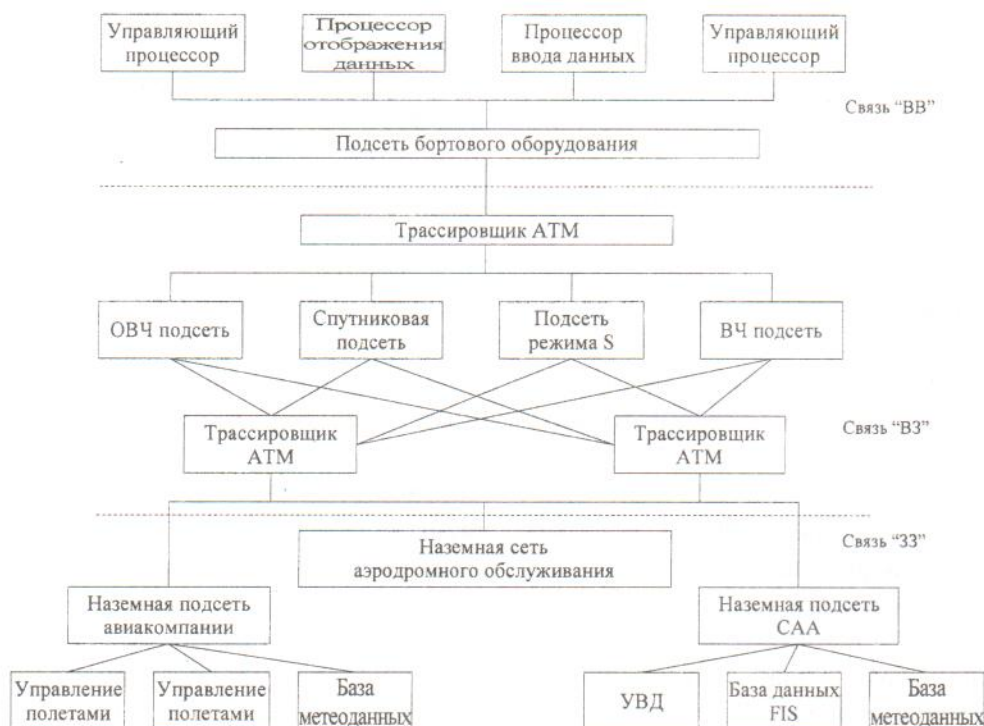 Управляющий
процессор
Процессор
отображения
данных
Процессор
ввода данных
Управляющий
процессор
Связь “ВВ”
Подсеть бортового оборудования
Трассировщик АТМ
ОВЧ подсеть
Спутниковая
подсеть
Подсеть
режима S
ВЧ подсеть
Трассировщик
АТМ
Трассировщик
АТМ
Связь “ВЗ”
Наземная сеть
аэродромного обслуживания
Связь “ЗЗ”
Наземная подсеть
авиакомпании
Наземная подсеть
САА
Управление
полетами
Управление
полетами
База
метеоданных
УВД
База данных
FIS
База
метеоданных